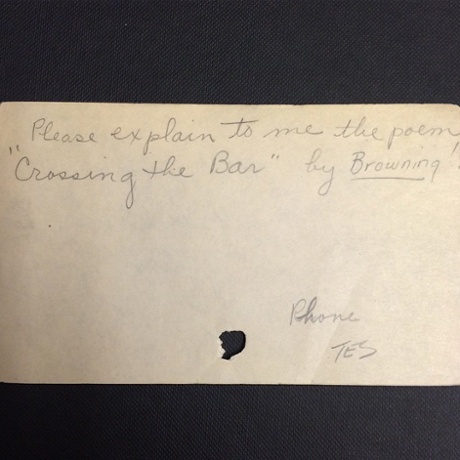 Please explain to me the poem
"Crossing the Bar" by Browning!
Phone
TES